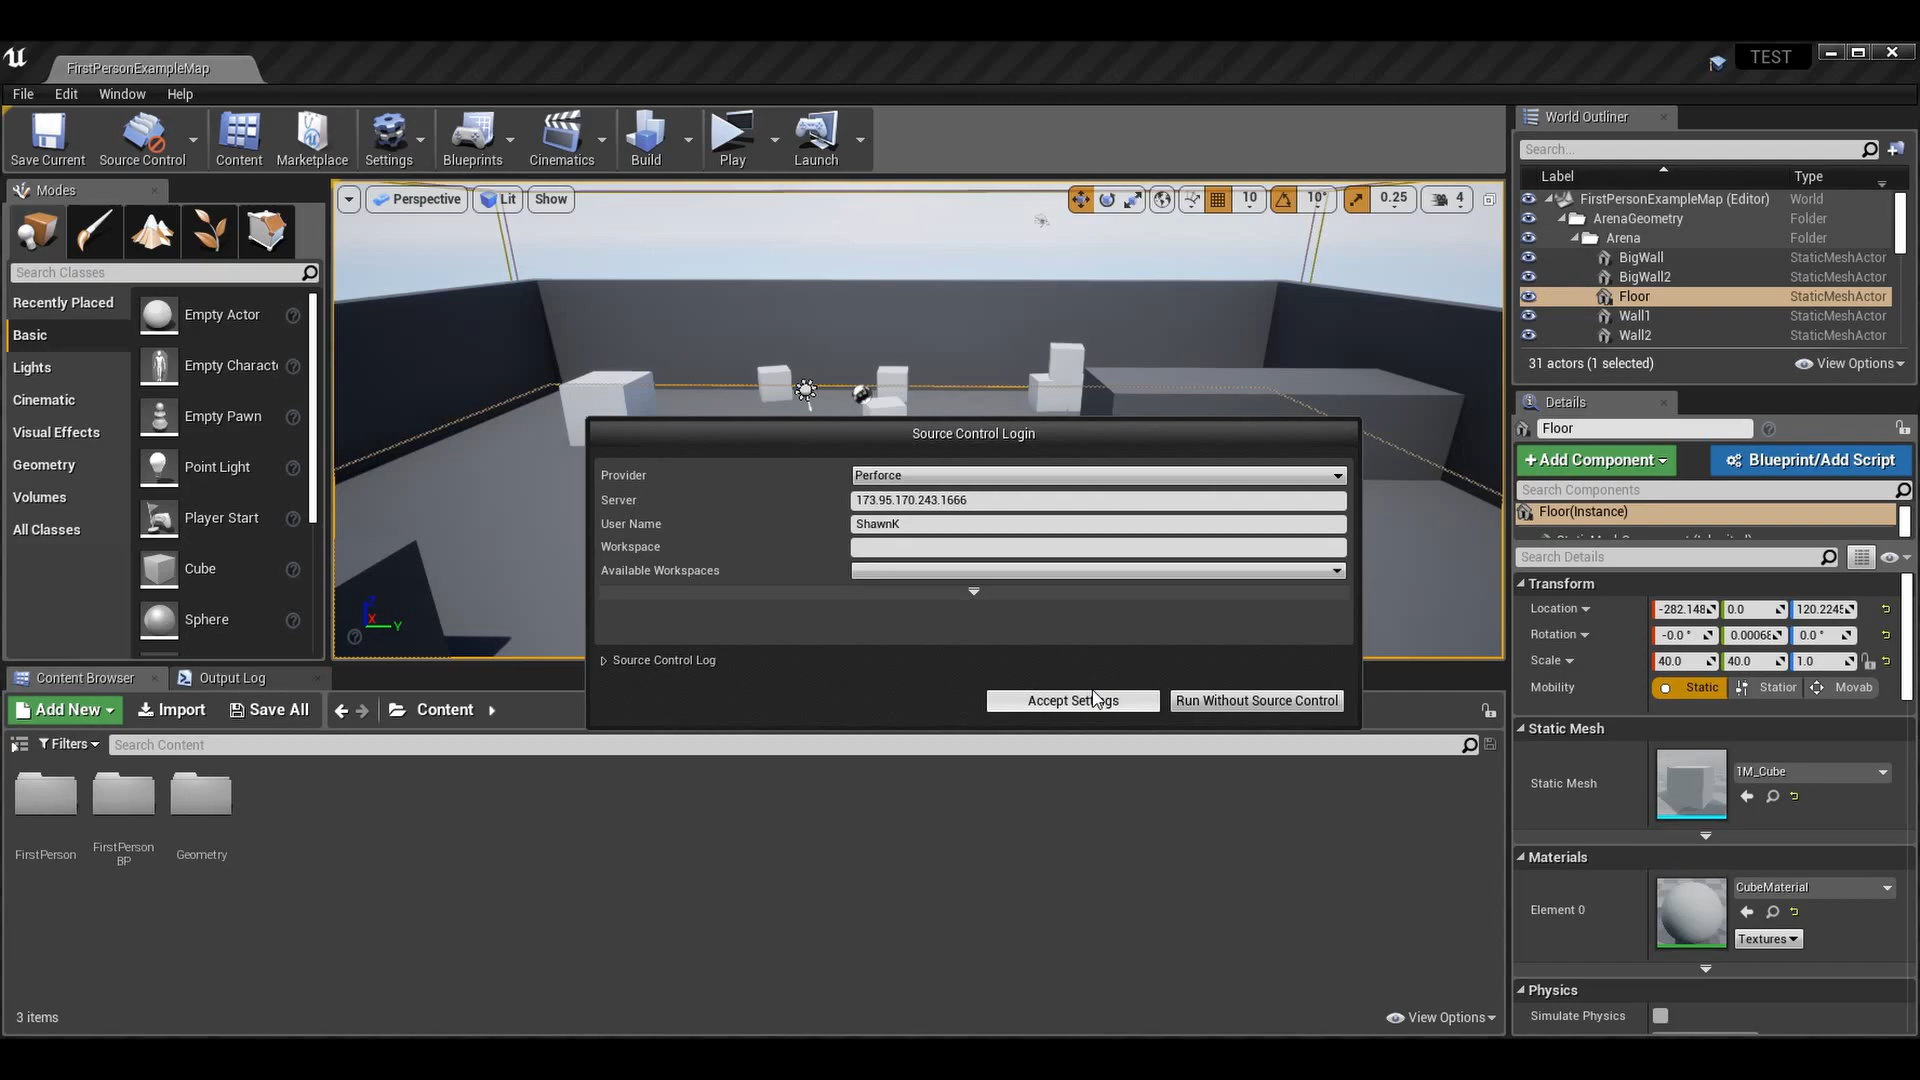 FirstPersonExampleMap
TEST
File Edit Window Help
Save Current Source Control Content Marketplace Settings Blueprints Cinematics Build Play Launch
Modes
Search Classes
Recently Placed
Basic
Lights
Cinematic
Visual Effects
Geometry
Volumes
All Classes
Empty Actor
Empty Charact
Empty Pawn
Point Light
Player Start
Cube
Sphere
Perspective Lit Show
10 10° 0.25 4
X Y Z
Source Control Login
Provider Perforce
Server 173.95.170.243.1666
User Name ShawnK
Workspace
Available Workspaces
Source Control Log
Accept Settings Run Without Source Control
World Outliner
Search...
Label Type
FirstPersonExampleMap (Editor) World
ArenaGeometry Folder
Arena Folder
BigWall StaticMeshActor
BigWall2 StaticMeshActor
Floor StaticMeshActor
Wall1 StaticMeshActor
Wall2 StaticMeshActor
31 actors (1 selected) View Options
Details
Floor
+Add Component Blueprint/Add Script
Search Components
Floor(Instance)
Search Details
Transform
Location -282.148 0.0 120.2245
Rotation -0.0 ° 0.00068 0.0 °
Scale 40.0 40.0 1.0
Mobility Static Station Movab
Static Mesh
Static Mesh 1M_Cube
Materials
Element 0 CubeMaterial
Textures
Physics
Simulate Physics
Content Browser Output Log
Add New Import Save All Content
Filters Search Content
FirstPerson
FirstPerson
BP
Geometry
3 items View Options